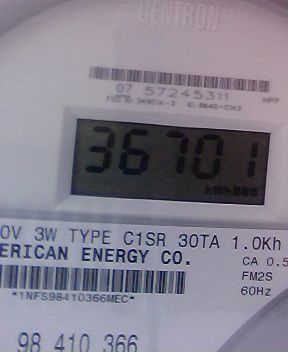 CENTRON
07 57245311
36701
kWh
0V 3W TYPE C1SR 30TA 1.0Kh
ERICAN ENERGY CO.
CA 0.5
FM2S
*1NFS98410366MEC*
60Hz
98 410 366